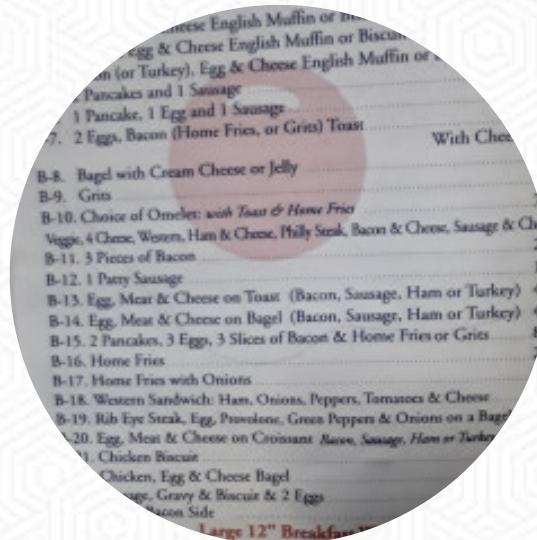 Cheese English Muffin or
Egg & Cheese English Muffin or Biscuit
(or Turkey), Egg & Cheese English Muffin or
Pancakes and 1 Sausage
1 Pancake, 1 Egg and 1 Sausage
7. 2 Eggs, Bacon (Home Fries, or Grits) Toast
With Chee
B-8. Bagel with Cream Cheese or Jelly
B-9. Grits
B-10. Choice of Omelet: with Toast & Home Fries
Veggie, 4 Cheese, Western, Ham & Cheese, Philly Steak, Bacon & Cheese, Sausage & Ch
B-11. 3 Pieces of Bacon
B-12. 1 Patty Sausage
B-13. Egg, Meat & Cheese on Toast (Bacon, Sausage, Ham or Turkey)
B-14. Egg, Meat & Cheese on Bagel (Bacon, Sausage, Ham or Turkey)
B-15. 2 Pancakes, 3 Eggs, 3 Slices of Bacon & Home Fries or Grits
B-16. Home Fries
B-17. Home Fries with Onions
B-18. Western Sandwich: Ham, Onions, Peppers, Tomatoes & Cheese
B-19. Rib Eye Steak, Egg, Provolone, Green Peppers & Onions on a Bagel
-20. Egg, Meat & Cheese on Croissant Bacon, Sausage, Ham or Turkey
21. Chicken Biscuit
Chicken, Egg & Cheese Bagel
age, Gravy & Biscuit & 2 Eggs
Bacon Side
Large 12" Breakfast